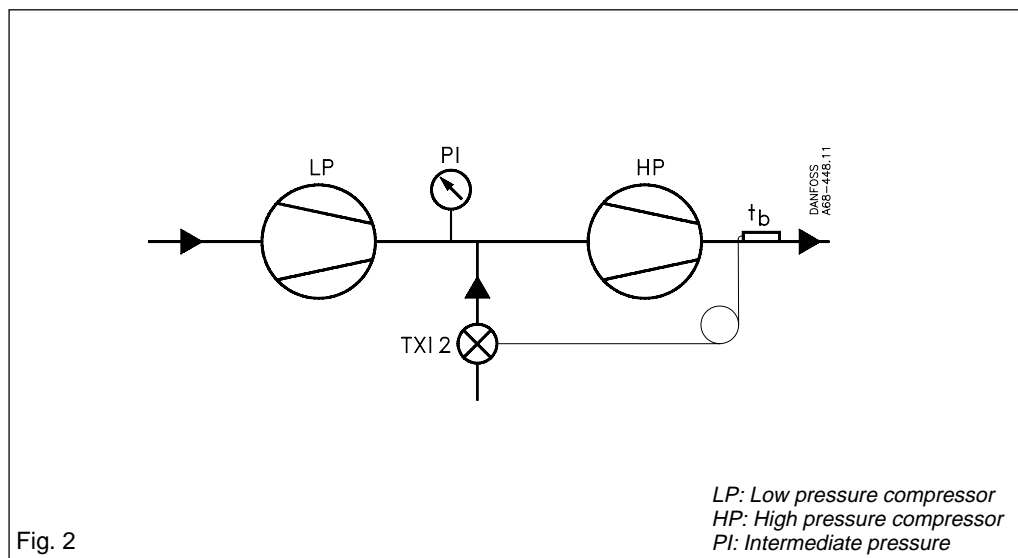 LP
PI
HP
t_b
DANFOSS
A68-448.11
TXI 2
LP: Low pressure compressor
HP: High pressure compressor
PI: Intermediate pressure
Fig. 2